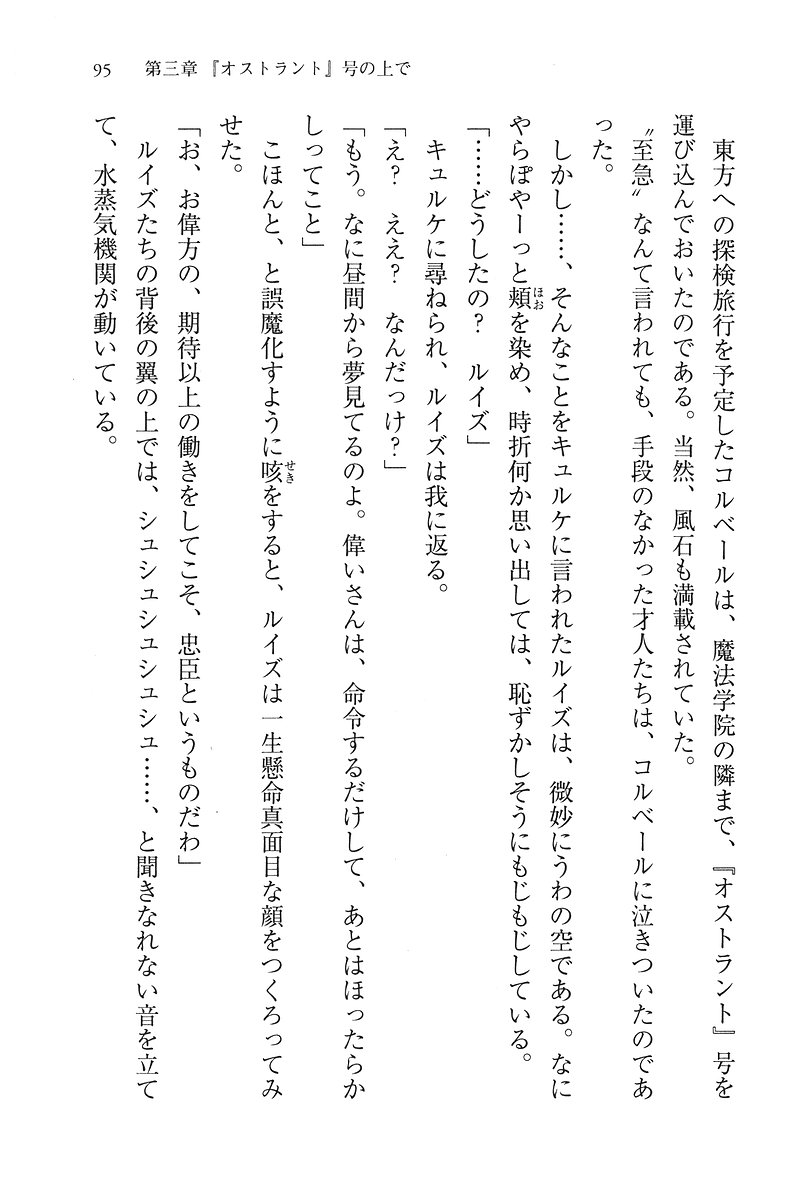 95　第三章『オストラント』号の上で
　東方への探検旅行を予定したコルベールは、魔法学院の隣まで、『オストラント』号を
運び込んでおいたのである。当然、風石も満載されていた。
　〝至急〟なんて言われても、手段のなかった才人たちは、コルベールに泣きついたのであ
った。
　しかし……、そんなことをキュルケに言われたルイズは、微妙にうわの空である。なに
やらぽやーっと頬を染め、時折何か思い出しては、恥ずかしそうにもじもじしている。
ほお
「……どうしたの？　ルイズ」
　キュルケに尋ねられ、ルイズは我に返る。
「え？　ええ？　なんだっけ？」
「もう。なに昼間から夢見てるのよ。偉いさんは、命令するだけして、あとはほったらか
しってこと」
　こほんと、と誤魔化すように咳をすると、ルイズは一生懸命真面目な顔をつくろってみ
せき
せた。
「お、お偉方の、期待以上の働きをしてこそ、忠臣というものだわ」
　ルイズたちの背後の翼の上では、シュシュシュシュシュ……、と聞きなれない音を立て
て、水蒸気機関が動いている。